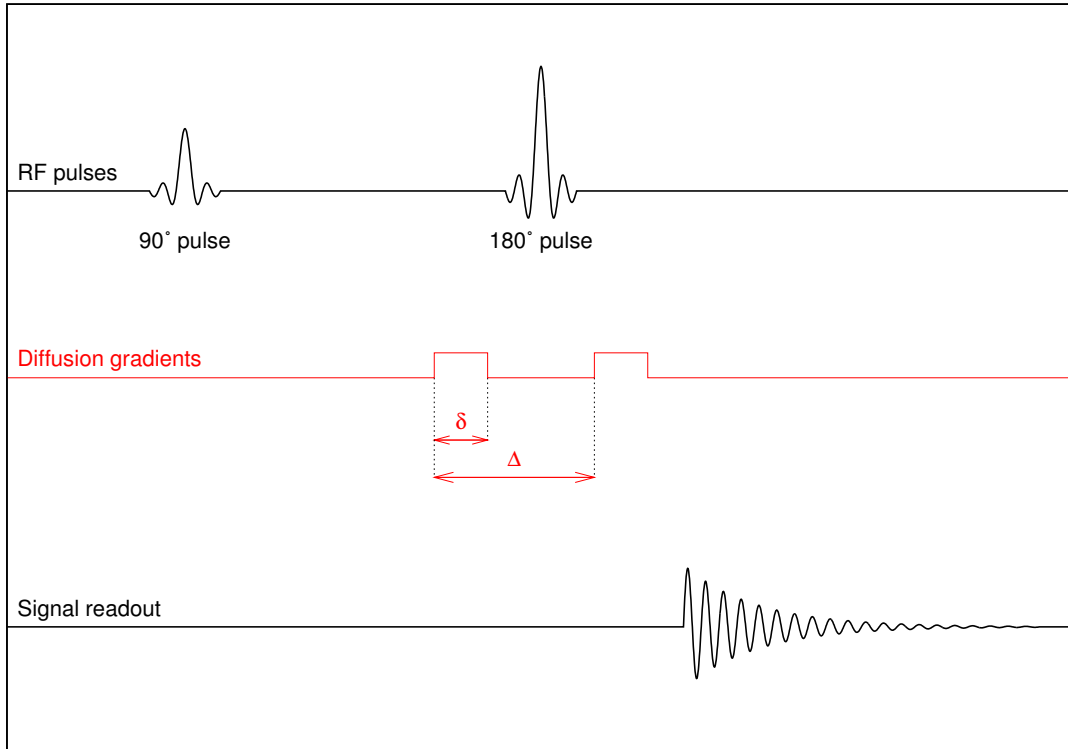 RF pulses
90˚ pulse
180˚ pulse
Diffusion gradients
δ
Δ
Signal readout